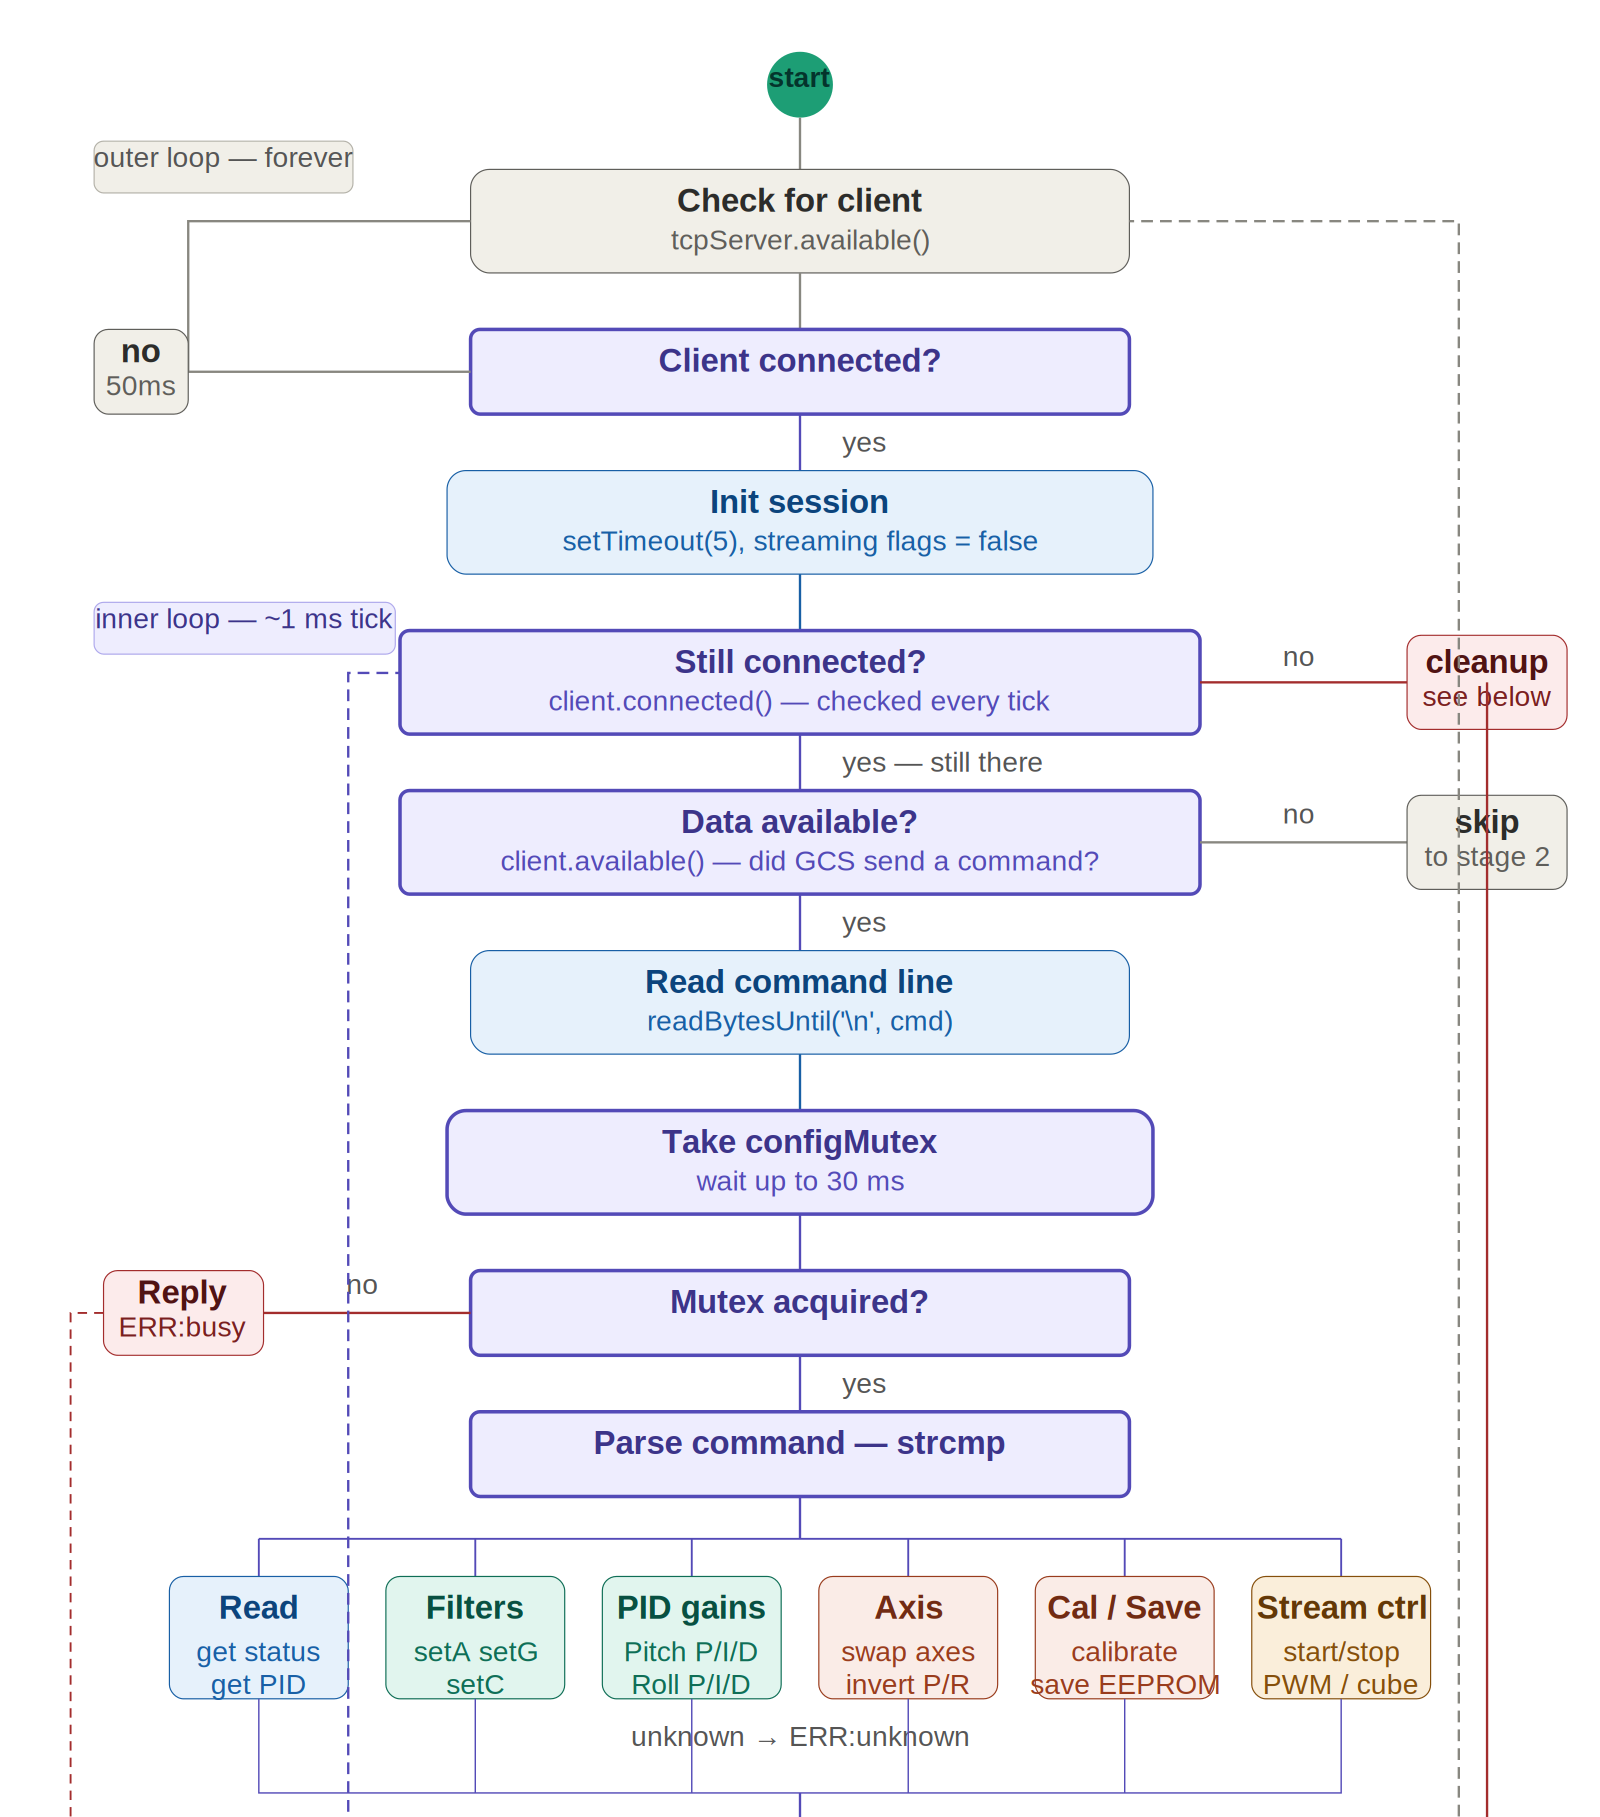 start
outer loop — forever
Check for client
tcpServer.available()
no
50ms
Client connected?
yes
Init session
setTimeout(5), streaming flags = false
inner loop — ~1 ms tick
Still connected?
client.connected() — checked every tick
no
cleanup
see below
yes — still there
Data available?
client.available() — did GCS send a command?
no
skip
to stage 2
yes
Read command line
readBytesUntil('\n', cmd)
Take configMutex
wait up to 30 ms
Reply
ERR:busy
no
Mutex acquired?
yes
Parse command — strcmp
Read
get status
get PID
Filters
setA setG
setC
PID gains
Pitch P/I/D
Roll P/I/D
Axis
swap axes
invert P/R
Cal / Save
calibrate
save EEPROM
Stream ctrl
start/stop
PWM / cube
unknown → ERR:unknown